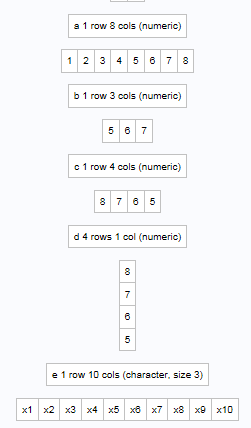 a 1 row 8 cols (numeric)
1 2 3 4 5 6 7 8
b 1 row 3 cols (numeric)
5 6 7
c 1 row 4 cols (numeric)
8 7 6 5
d 4 rows 1 col (numeric)
8
7
6
5
e 1 row 10 cols (character, size 3)
x1 x2 x3 x4 x5 x6 x7 x8 x9 x10